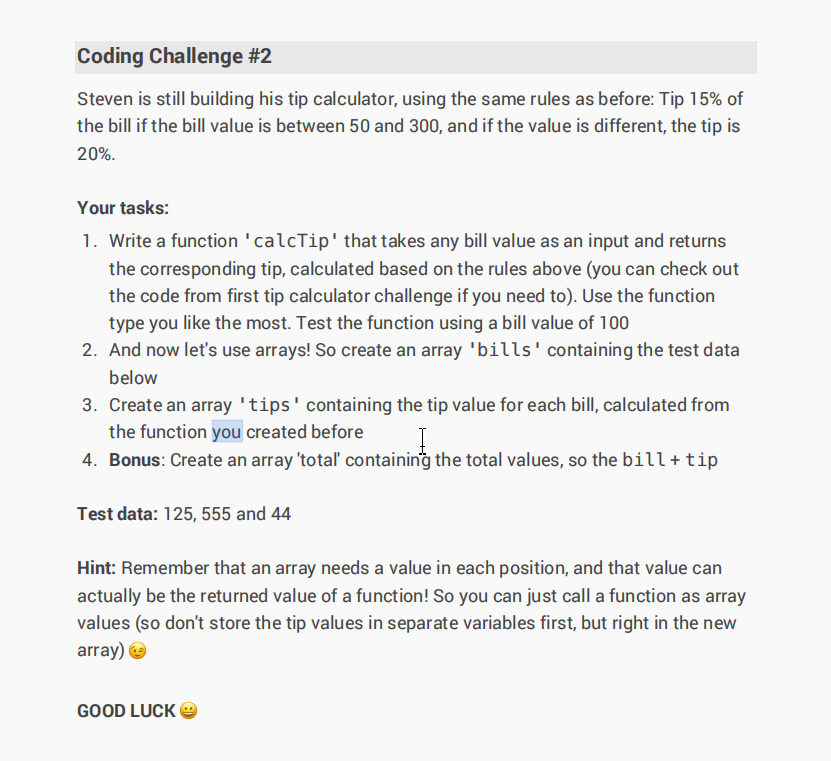 Coding Challenge #2
Steven is still building his tip calculator, using the same rules as before: Tip 15% of
the bill if the bill value is between 50 and 300, and if the value is different, the tip is
20%.
Your tasks:
1. Write a function 'calcTip' that takes any bill value as an input and returns
the corresponding tip, calculated based on the rules above (you can check out
the code from first tip calculator challenge if you need to). Use the function
type you like the most. Test the function using a bill value of 100
2. And now let's use arrays! So create an array 'bills' containing the test data
below
3. Create an array 'tips' containing the tip value for each bill, calculated from
the function you created before
4. Bonus: Create an array 'total' containing the total values, so the bill + tip
Test data: 125, 555 and 44
Hint: Remember that an array needs a value in each position, and that value can
actually be the returned value of a function! So you can just call a function as array
values (so don't store the tip values in separate variables first, but right in the new
array) 😉
GOOD LUCK 😀